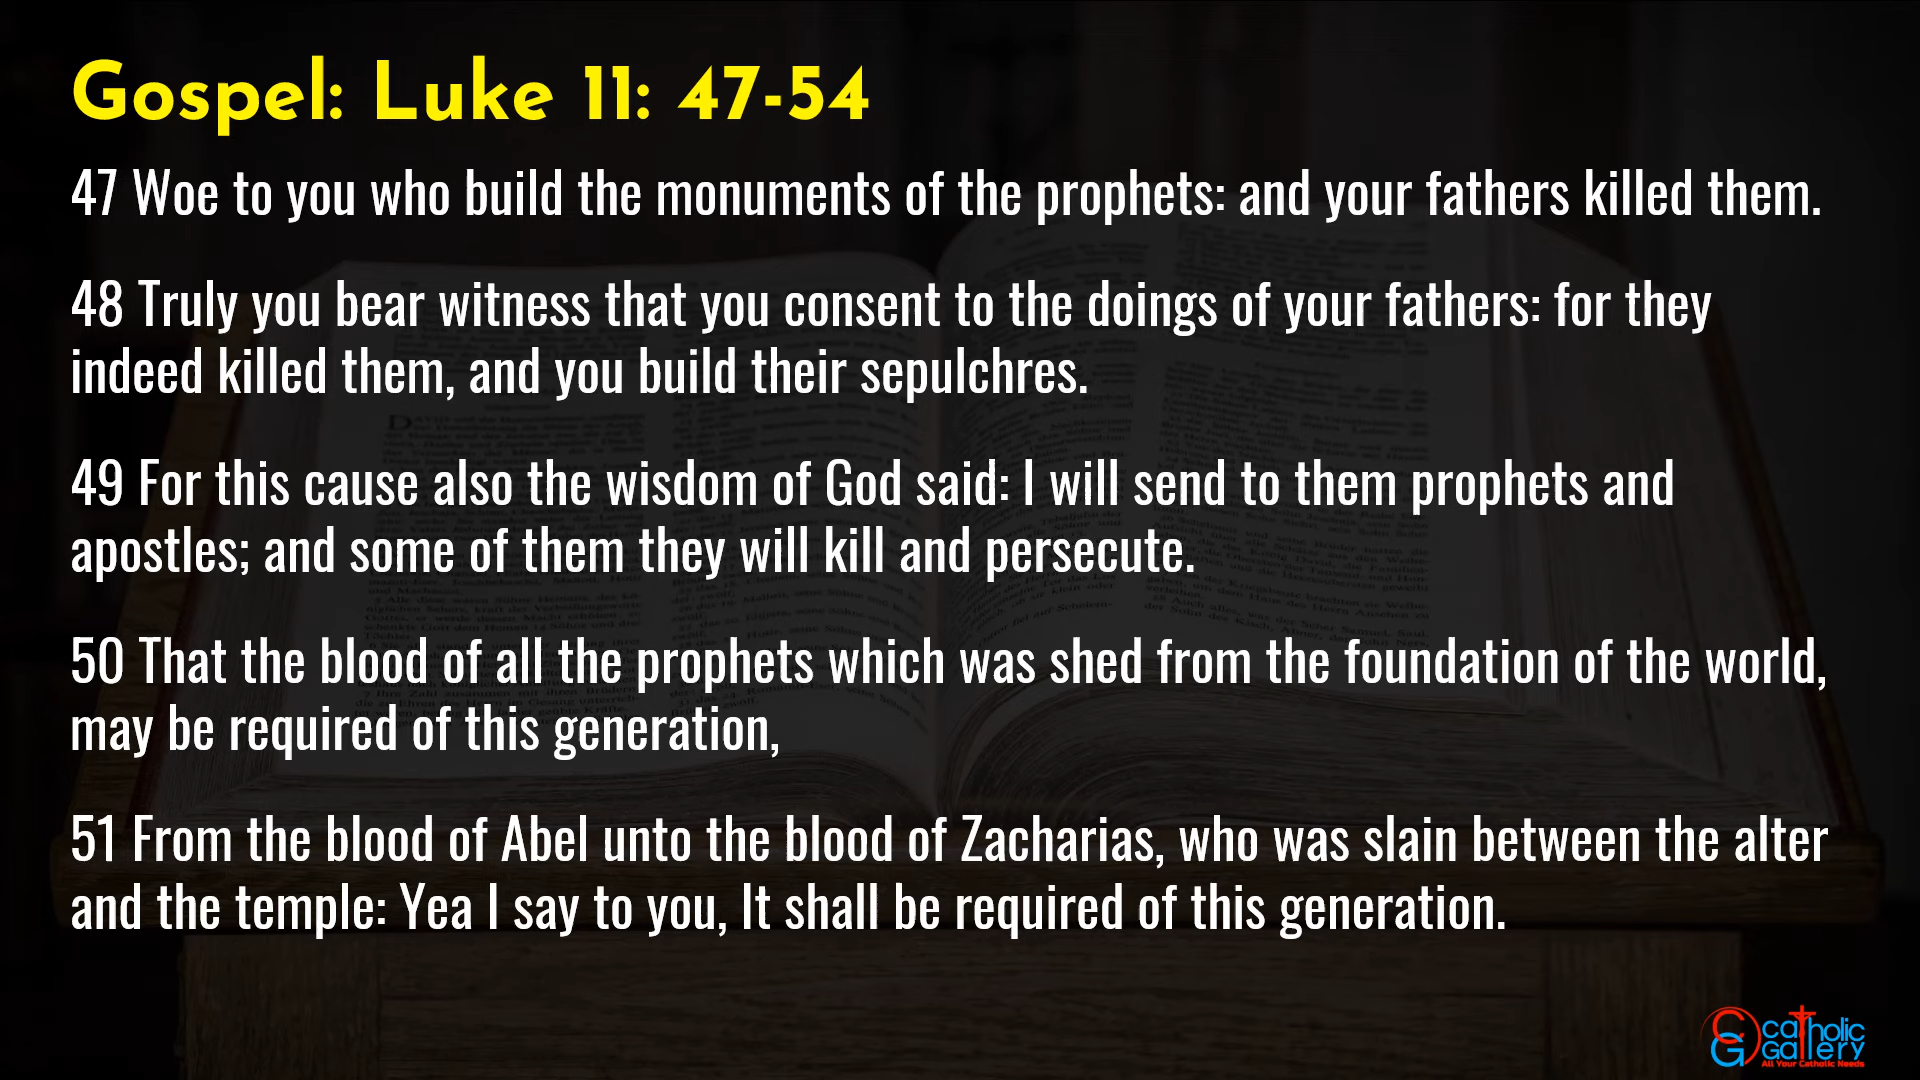 Gospel: Luke 11: 47-54
47 Woe to you who build the monuments of the prophets: and your fathers killed them.
48 Truly you bear witness that you consent to the doings of your fathers: for they
indeed killed them, and you build their sepulchres.
49 For this cause also the wisdom of God said: I will send to them prophets and
apostles; and some of them they will kill and persecute.
50 That the blood of all the prophets which was shed from the foundation of the world,
may be required of this generation,
51 From the blood of Abel unto the blood of Zacharias, who was slain between the alter
and the temple: Yea I say to you, It shall be required of this generation.
CG catholic
Gallery
All Your Catholic Needs